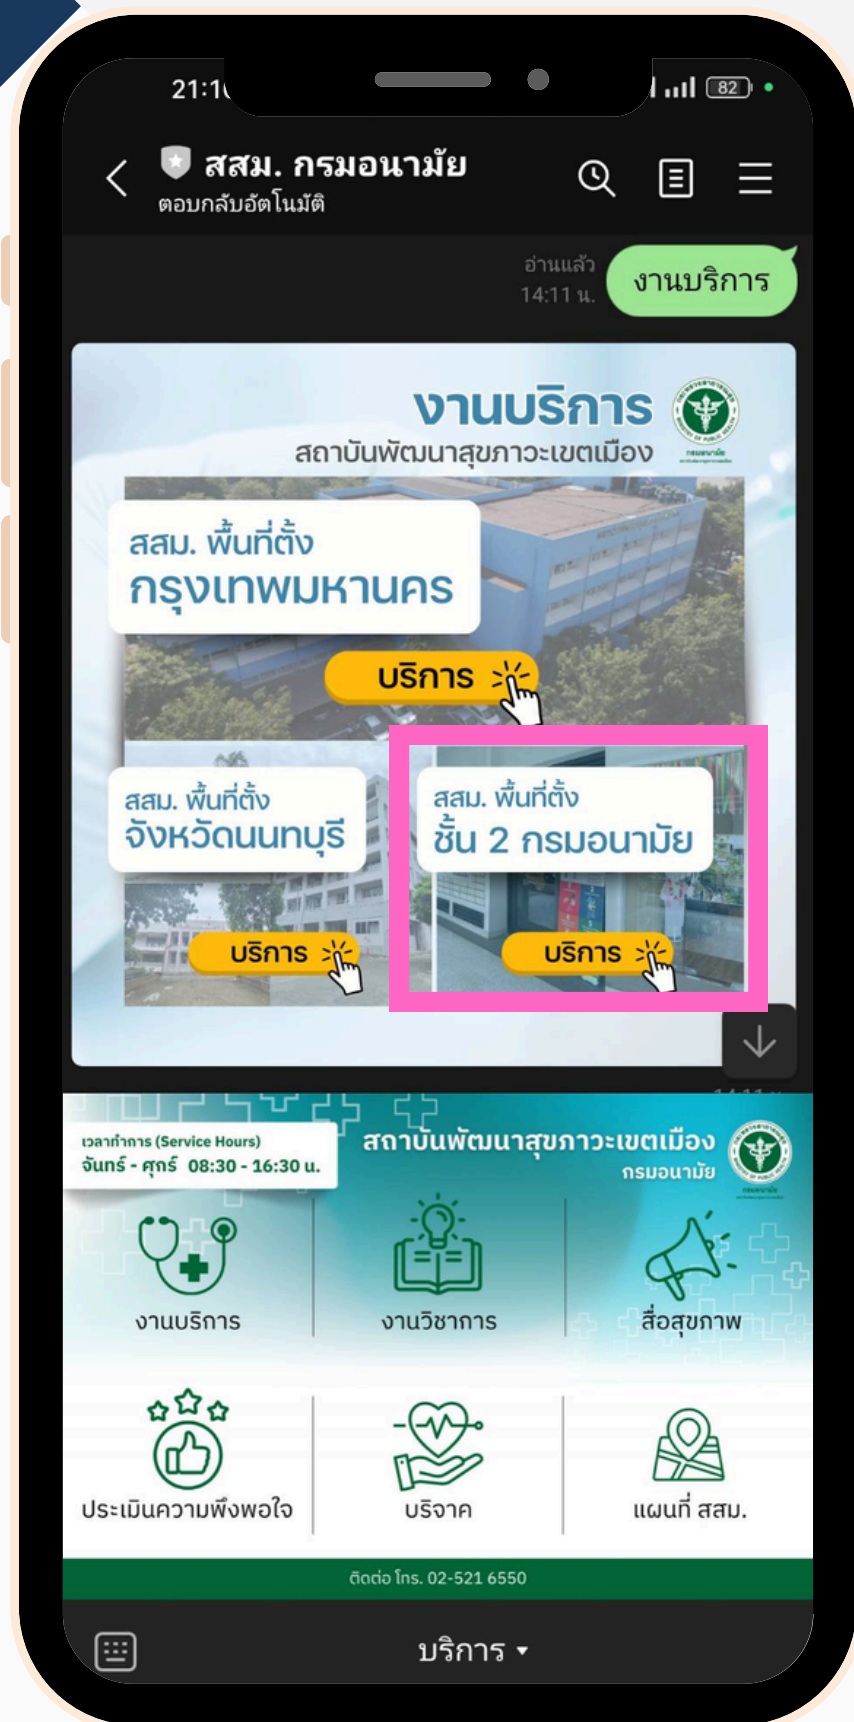 82
สสม. กรมอนามัย
ตอบกลับอัตโนมัติ
อ่านแล้ว
14:11 น.
งานบริการ
งานบริการ
สถาบันพัฒนาสุขภาวะเขตเมือง
กรมอนามัย
สสม. พื้นที่ตั้ง
กรุงเทพมหานคร
บริการ
สสม. พื้นที่ตั้ง
จังหวัดนนทบุรี
บริการ
สสม. พื้นที่ตั้ง
ชั้น 2 กรมอนามัย
บริการ
เวลาทำการ (Service Hours)
จันทร์ - ศุกร์ 08:30 - 16:30 น.
สถาบันพัฒนาสุขภาวะเขตเมือง
กรมอนามัย
งานบริการ
งานวิชาการ
สื่อสุขภาพ
ประเมินความพึงพอใจ
บริจาค
แผนที่ สสม.
ติดต่อ โทร. 02-521 6550
บริการ